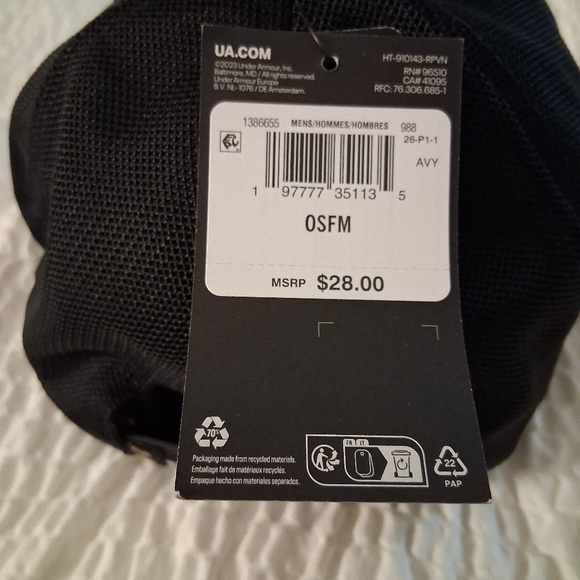 UA.COM
©2023 Under Armour, Inc.
Baltimore, MD / All rights reserved.
Under Armour Europe
B.V. NL-1076 / DE Amsterdam.
HT-910143-RPVN
RN# 96510
CA# 41095
RFC: 76.306.685-1
1386655 MENS/HOMMES/HOMBRES 988
26-P1-1
AVY
1 97777 35113 5
OSFM
MSRP $28.00
70%
Packaging made from recycled materials.
Emballage fait de matériaux recyclés.
Empaque hecho con materiales separados.
FR IT
22
PAP